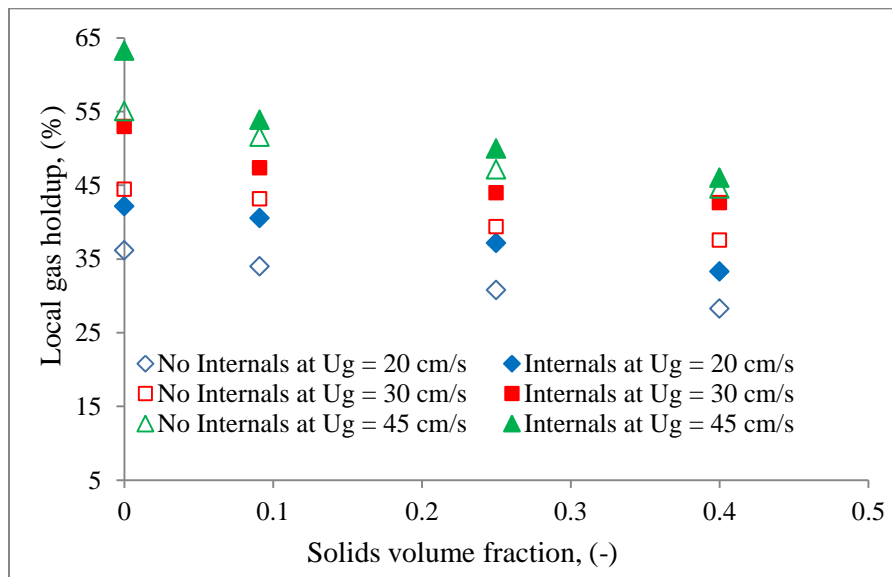 65
55
45
35
25
15
5
Local gas holdup, (%)
No Internals at Ug = 20 cm/s Internals at Ug = 20 cm/s
No Internals at Ug = 30 cm/s Internals at Ug = 30 cm/s
No Internals at Ug = 45 cm/s Internals at Ug = 45 cm/s
0 0.1 0.2 0.3 0.4 0.5
Solids volume fraction, (-)